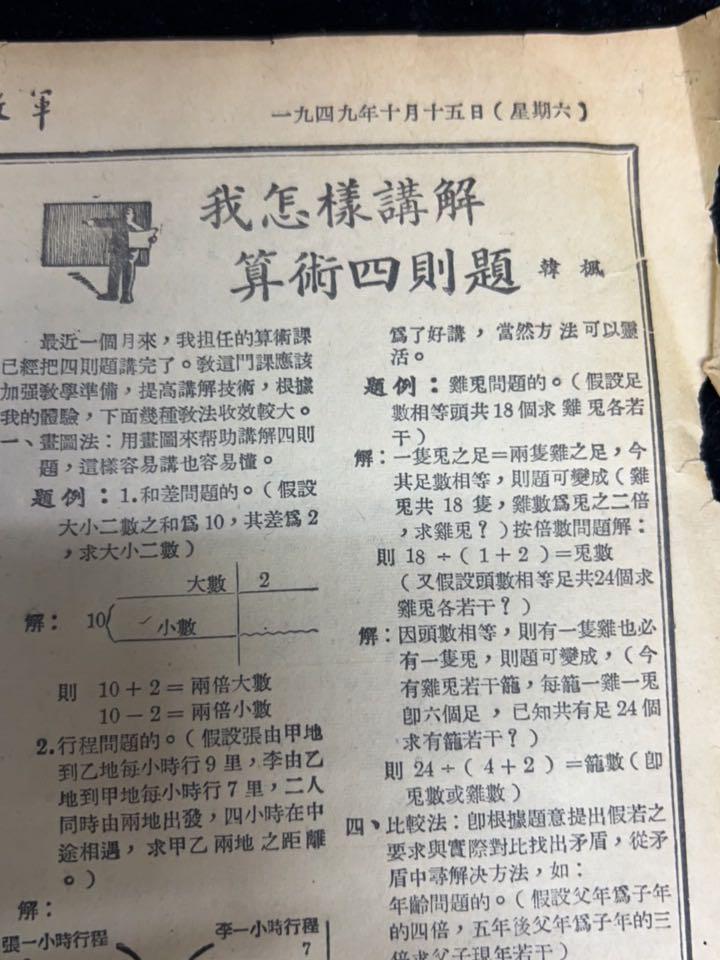 軍
一九四九年十月十五日(星期六)
我怎樣講解
算術四則題
韓楓
最近一個月來,我担任的算術課
已經把四則題講完了。敎這門課應該
加强敎學準備,提高講解技術,根據
我的體驗,下面幾種敎法收效較大。
一、畫圖法:用畫圖來帮助講解四則
題,這樣容易講也容易懂。
題例:1.和差問題的。(假設
大小二數之和爲10,其差爲2
,求大小二數)
大數 2
解: 10 小數
則 10+2=兩倍大數
10-2=兩倍小數
2.行程問題的。(假設張由甲地
到乙地每小時行9里,李由乙
地到甲地每小時行7里,二人
同時由兩地出發,四小時在中
途相遇,求甲乙兩地之距離
。)
解:
張一小時行程
李一小時行程
7
爲了好講,當然方法可以靈
活。
題例:雞兎問題的。(假設足
數相等頭共18個求雞兎各若
干)
解:一隻兎之足=兩隻雞之足,今
其足數相等,則題可變成(雞
兎共18隻,雞數爲兎之二倍
,求雞兎?)按倍數問題解:
則18÷(1+2)=兎數
(又假設頭數相等足共24個求
雞兎各若干?)
解:因頭數相等,則有一隻雞也必
有一隻兎,則題可變成,(今
有雞兎若干籠,每籠一雞一兎
卽六個足,已知共有足24個
求有籠若干?)
則24÷(4+2)=籠數(卽
兎數或雞數)
四、比較法:卽根據題意提出假若之
要求與實際對比找出矛盾,從矛
盾中尋解决方法,如:
年齡問題的。(假設父年爲子年
的四倍,五年後父年爲子年的三
倍求父子現年若干)